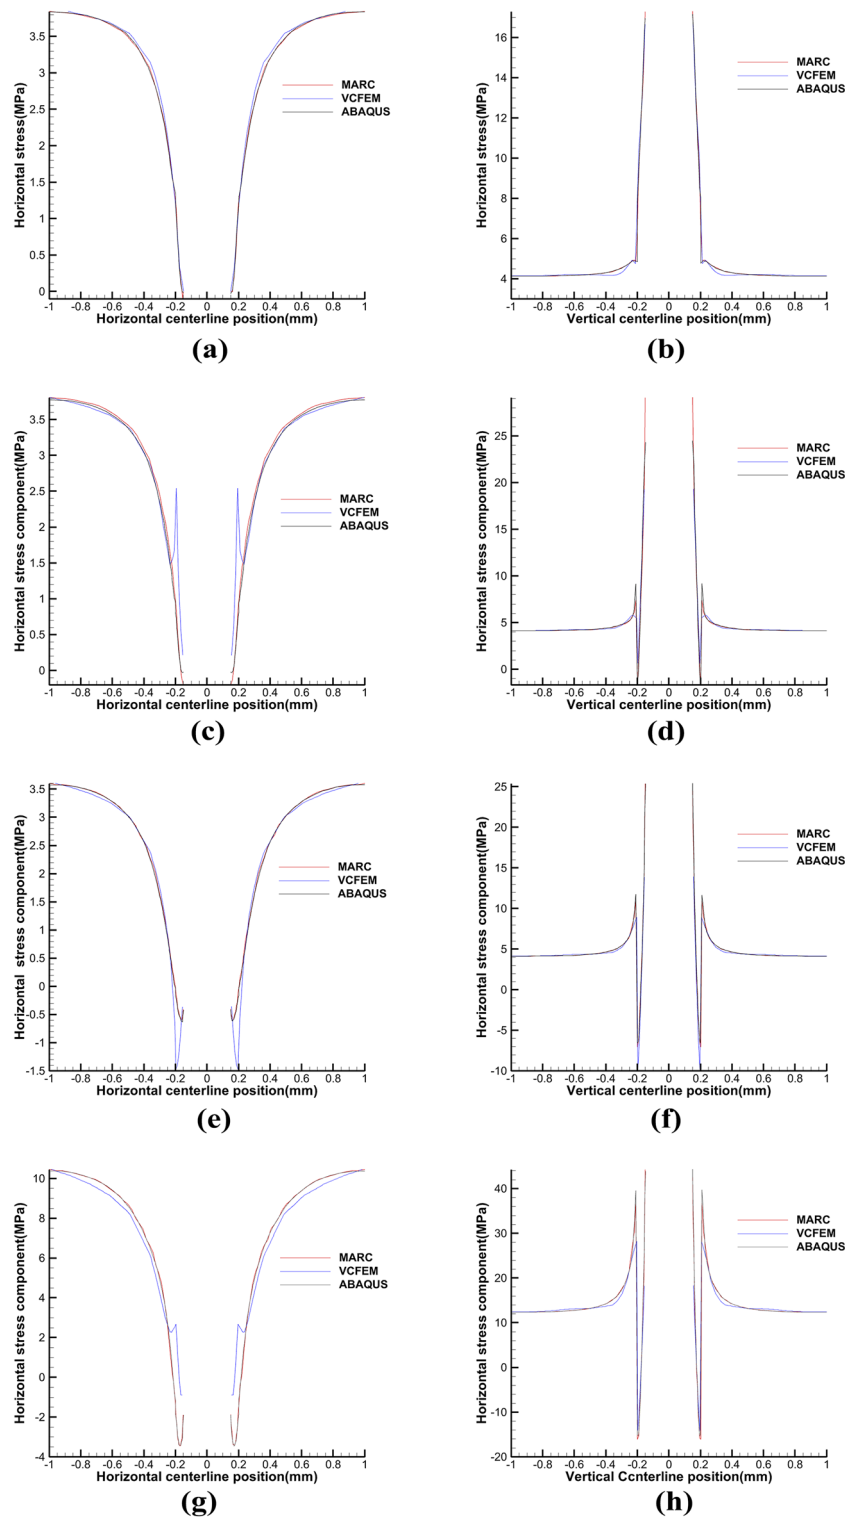 Horizontal stress(MPa)
3.5
3
2.5
2
1.5
1
0.5
0
MARC
VCFEM
ABAQUS
-1 -0.8 -0.6 -0.4 -0.2 0 0.2 0.4 0.6 0.8 1
Horizontal centerline position(mm)
(a)
Horizontal stress(MPa)
16
14
12
10
8
6
4
MARC
VCFEM
ABAQUS
-1 -0.8 -0.6 -0.4 -0.2 0 0.2 0.4 0.6 0.8 1
Vertical centerline position(mm)
(b)
Horizontal stress component(MPa)
3.5
3
2.5
2
1.5
1
0.5
0
MARC
VCFEM
ABAQUS
-1 -0.8 -0.6 -0.4 -0.2 0 0.2 0.4 0.6 0.8 1
Horizontal centerline position(mm)
(c)
Horizontal stress component(MPa)
25
20
15
10
5
0
MARC
VCFEM
ABAQUS
-1 -0.8 -0.6 -0.4 -0.2 0 0.2 0.4 0.6 0.8 1
Vertical centerline position(mm)
(d)
Horizontal stress component(MPa)
3.5
3
2.5
2
1.5
1
0.5
0
-0.5
-1
-1.5
MARC
VCFEM
ABAQUS
-1 -0.8 -0.6 -0.4 -0.2 0 0.2 0.4 0.6 0.8 1
Horizontal centerline position(mm)
(e)
Horizontal stress component(MPa)
25
20
15
10
5
0
-5
-10
MARC
VCFEM
ABAQUS
-1 -0.8 -0.6 -0.4 -0.2 0 0.2 0.4 0.6 0.8 1
Vertical centerline position(mm)
(f)
Horizontal stress component(MPa)
10
8
6
4
2
0
-2
-4
MARC
VCFEM
ABAQUS
-1 -0.8 -0.6 -0.4 -0.2 0 0.2 0.4 0.6 0.8 1
Horizontal centerline position(mm)
(g)
Horizontal stress component(MPa)
40
30
20
10
0
-10
-20
MARC
VCFEM
ABAQUS
-1 -0.8 -0.6 -0.4 -0.2 0 0.2 0.4 0.6 0.8 1
Vertical Ccnterline position(mm)
(h)